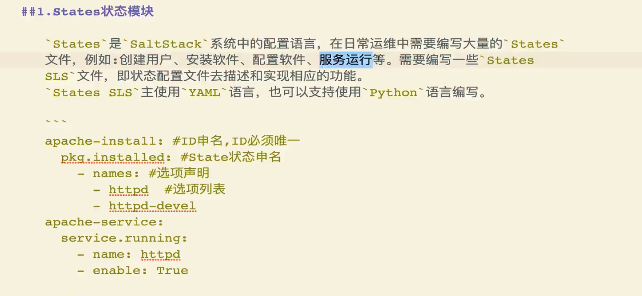 ##1.States状态模块
`States`是`SaltStack`系统中的配置语言，在日常运维中需要编写大量的`States`
文件，例如:创建用户、安装软件、配置软件、服务运行等。需要编写一些`States
SLS`文件，即状态配置文件去描述和实现相应的功能。
`States SLS`主使用`YAML`语言，也可以支持使用`Python`语言编写。
```
apache-install: #ID申名,ID必须唯一
pkg.installed: #State状态申名
- names: #选项声明
- httpd  #选项列表
- httpd-devel
apache-service:
service.running:
- name: httpd
- enable: True